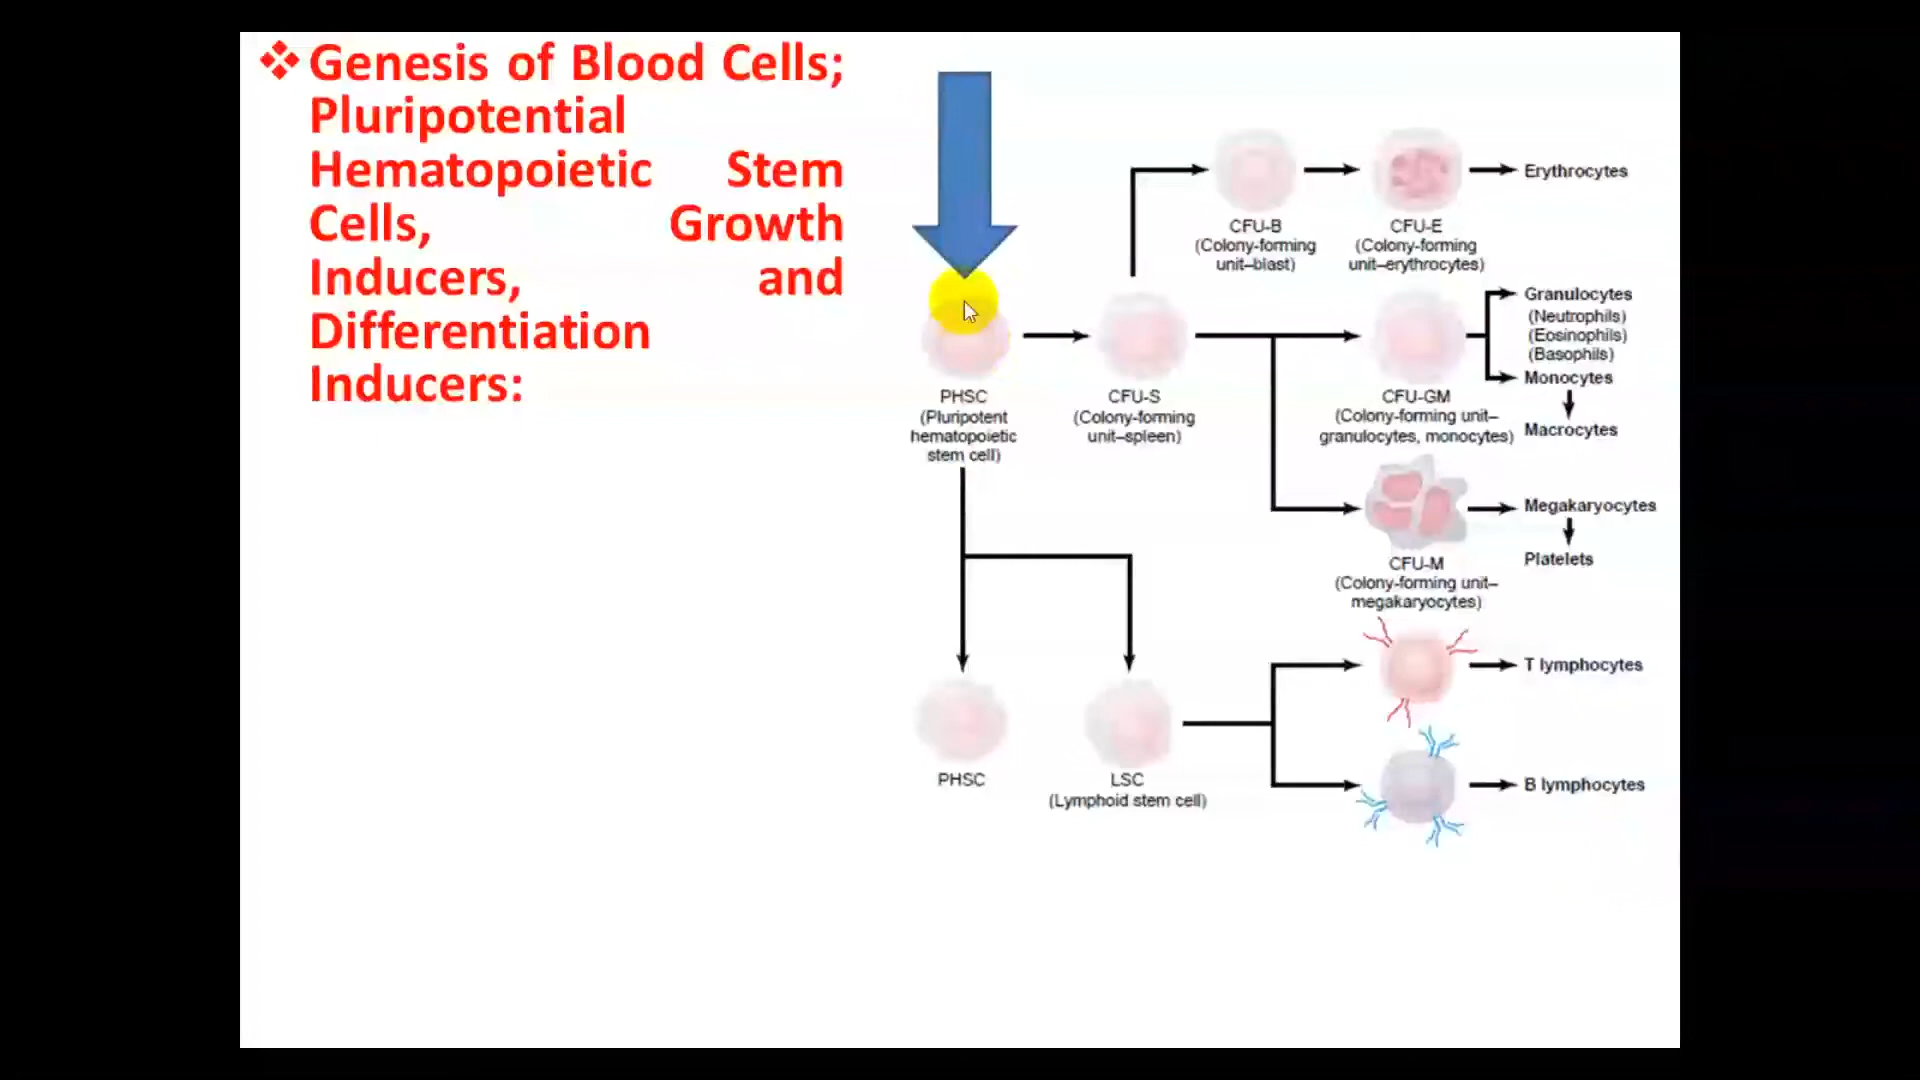 Genesis of Blood Cells;
Pluripotential
Hematopoietic Stem
Cells, Growth
Inducers, and
Differentiation
Inducers:
CFU-B
(Colony-forming
unit–blast)
CFU-E
(Colony-forming
unit–erythrocytes)
Erythrocytes
PHSC
(Pluripotent
hematopoietic
stem cell)
CFU-S
(Colony-forming
unit–spleen)
CFU-GM
(Colony-forming unit–
granulocytes, monocytes)
Granulocytes
(Neutrophils)
(Eosinophils)
(Basophils)
Monocytes
Macrocytes
CFU-M
(Colony-forming unit–
megakaryocytes)
Megakaryocytes
Platelets
PHSC
LSC
(Lymphoid stem cell)
T lymphocytes
B lymphocytes